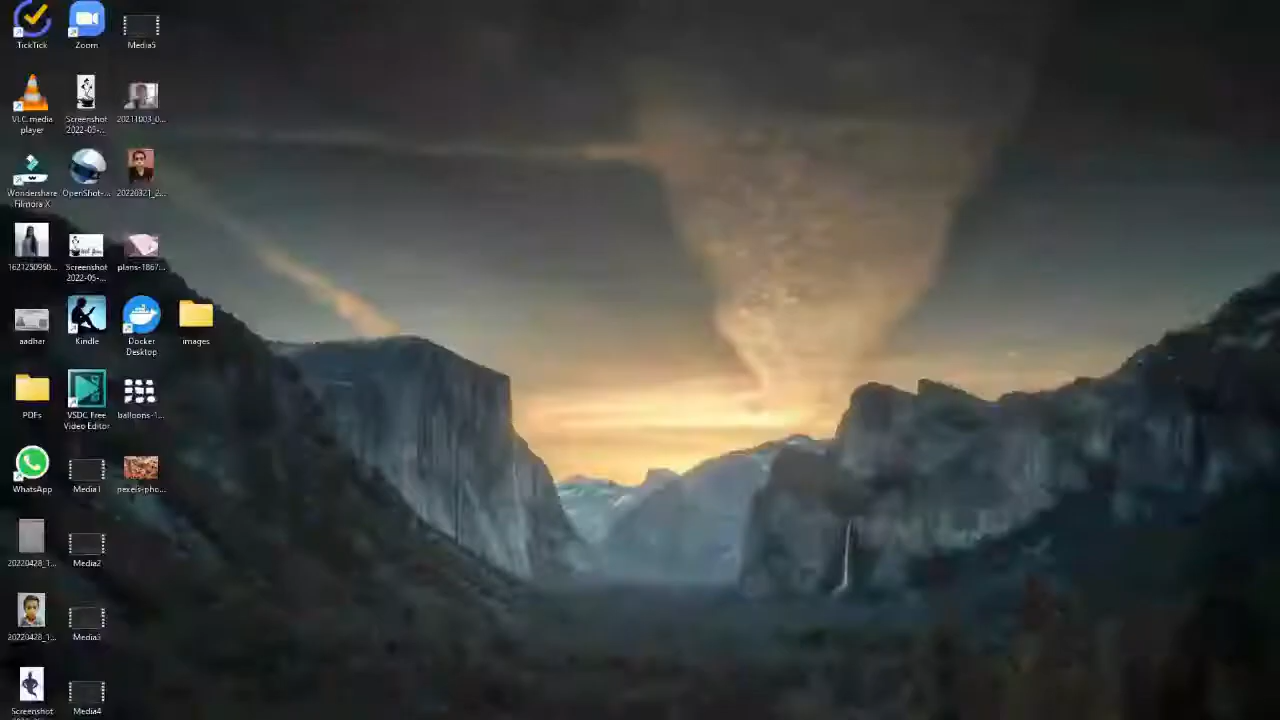 TickTick
Zoom
Media5
VLC media
player
Screenshot
2022-03-...
20211003_0...
Wondershare
Filmora X
OpenShot-...
20220321_2...
1621250950...
Screenshot
2022-05-...
plans-1867...
aadhar
Kindle
Docker
Desktop
images
PDFs
VSDC Free
Video Editor
balloons-1...
WhatsApp
Media1
pexels-pho...
20220428_1...
Media2
20220428_1...
Media3
Screenshot
Media4